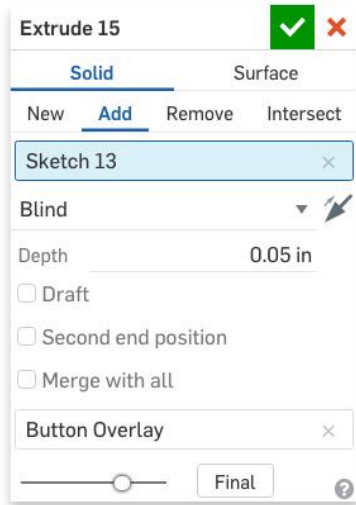 Extrude 15
Solid Surface
New Add Remove Intersect
Sketch 13
Blind
Depth 0.05 in
Draft
Second end position
Merge with all
Button Overlay
Final
?